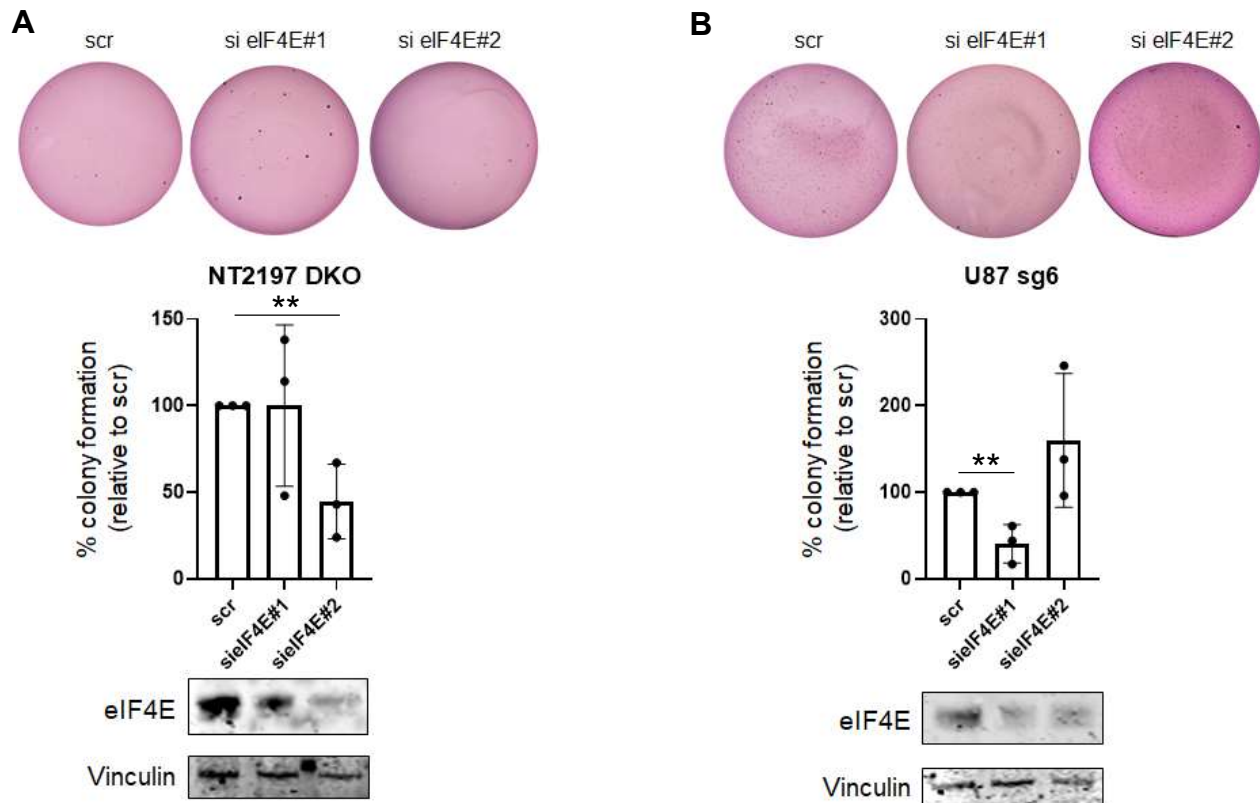 A
scr
si eIF4E#1
si eIF4E#2
NT2197 DKO
**
150
100
50
0
% colony formation
(relative to scr)
scr
sieIF4E#1
sieIF4E#2
eIF4E
Vinculin
B
scr
si eIF4E#1
si eIF4E#2
U87 sg6
300
200
100
0
**
% colony formation
(relative to scr)
scr
sieIF4E#1
sieIF4E#2
eIF4E
Vinculin